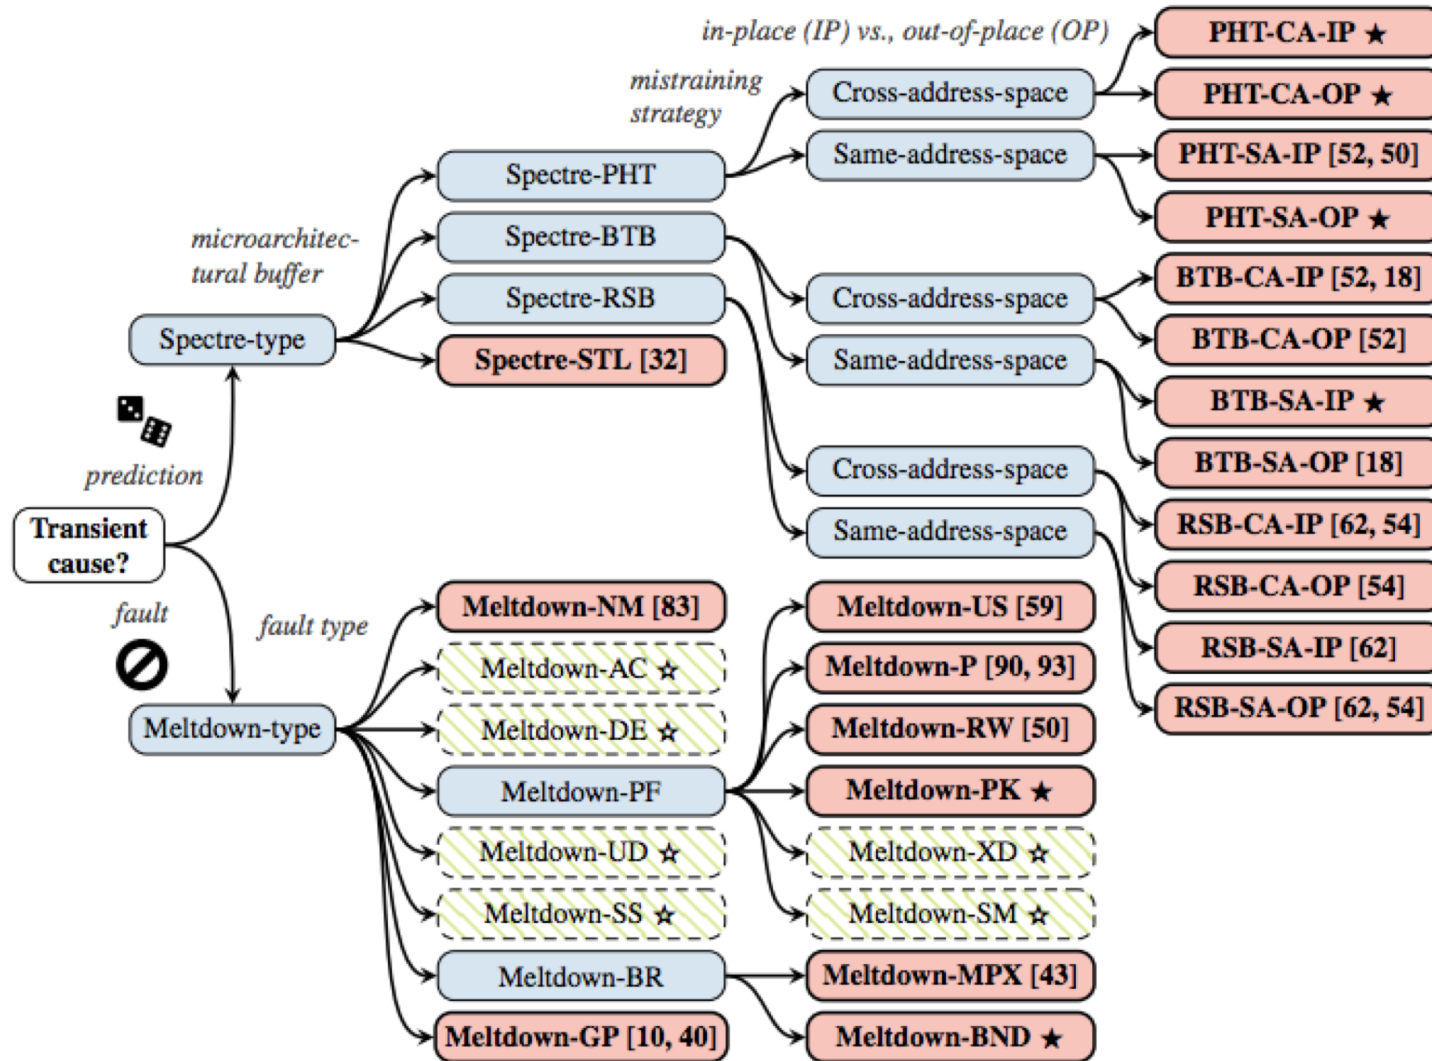 in-place (IP) vs., out-of-place (OP)
mistraining
strategy
microarchitec-
tural buffer
prediction
Transient
cause?
fault
fault type
Spectre-type
Meltdown-type
Spectre-PHT
Spectre-BTB
Spectre-RSB
Spectre-STL [32]
Cross-address-space
Same-address-space
Cross-address-space
Same-address-space
Cross-address-space
Same-address-space
PHT-CA-IP ★
PHT-CA-OP ★
PHT-SA-IP [52, 50]
PHT-SA-OP ★
BTB-CA-IP [52, 18]
BTB-CA-OP [52]
BTB-SA-IP ★
BTB-SA-OP [18]
RSB-CA-IP [62, 54]
RSB-CA-OP [54]
RSB-SA-IP [62]
RSB-SA-OP [62, 54]
Meltdown-NM [83]
Meltdown-AC ☆
Meltdown-DE ☆
Meltdown-PF
Meltdown-UD ☆
Meltdown-SS ☆
Meltdown-BR
Meltdown-GP [10, 40]
Meltdown-US [59]
Meltdown-P [90, 93]
Meltdown-RW [50]
Meltdown-PK ★
Meltdown-XD ☆
Meltdown-SM ☆
Meltdown-MPX [43]
Meltdown-BND ★